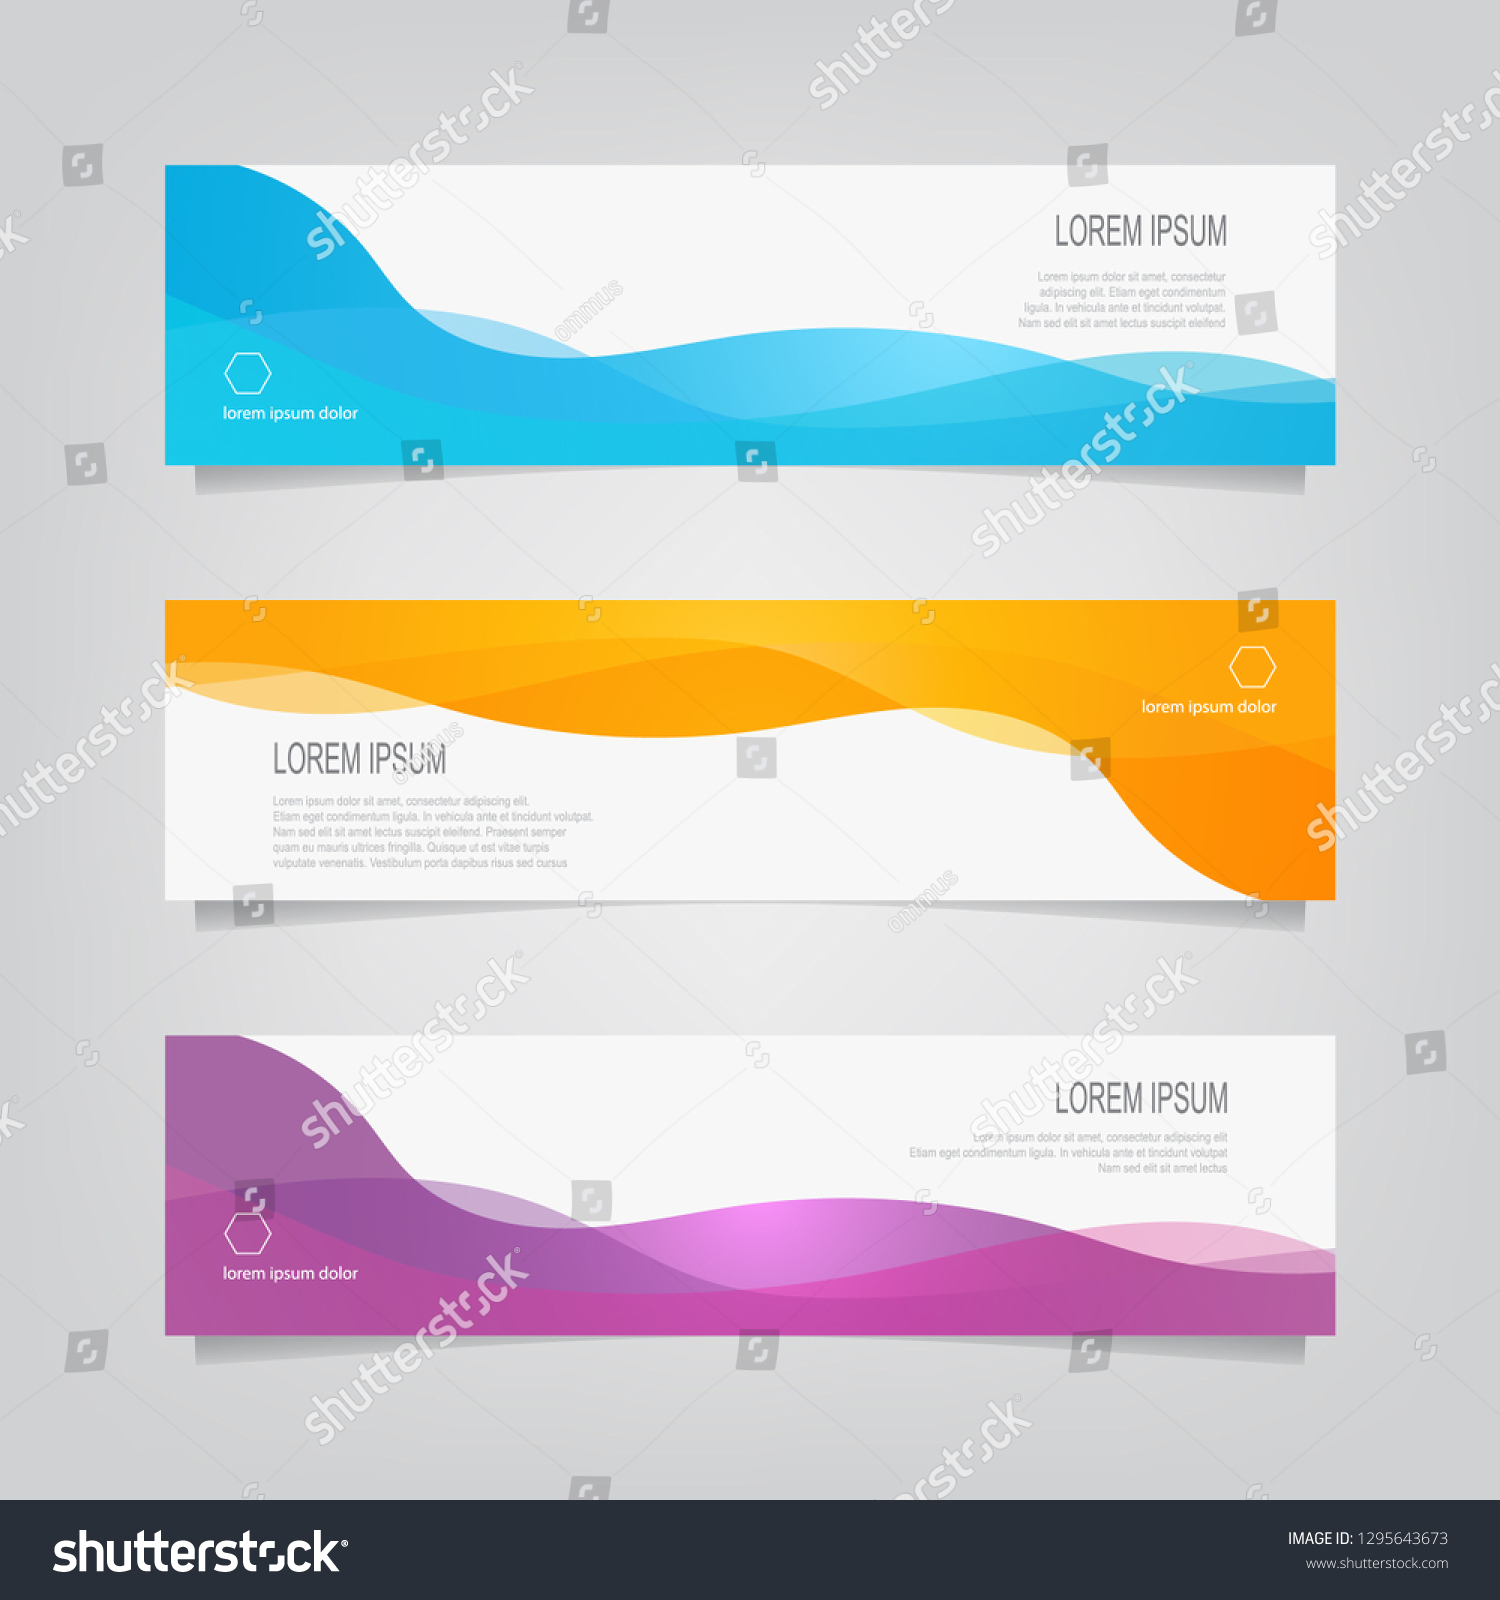 LOREM IPSUM
Lorem ipsum dolor sit amet, consectetur
adipiscing elit. Etiam eget condimentum
ligula. In vehicula ante et tincidunt volutpat.
Nam sed elit sit amet lectus suscipit eleifend
lorem ipsum dolor
lorem ipsum dolor
LOREM IPSUM
Lorem ipsum dolor sit amet, consectetur adipiscing elit.
Etiam eget condimentum ligula. In vehicula ante et tincidunt volutpat.
Nam sed elit sit amet lectus suscipit eleifend. Praesent semper
quam eu mauris fringilla. Quisque ut esse turpis
vulputate venenatis. Vestibulum porta dapibus risus sed cursus
LOREM IPSUM
Lorem ipsum dolor sit amet, consectetur adipiscing elit
Etiam eget condimentum ligula. In vehicula ante et tincidunt volutpat
Nam sed elit sit amet lectus
lorem ipsum dolor
shutterstock
ommus
shutterstock
IMAGE ID: 1295643673
www.shutterstock.com